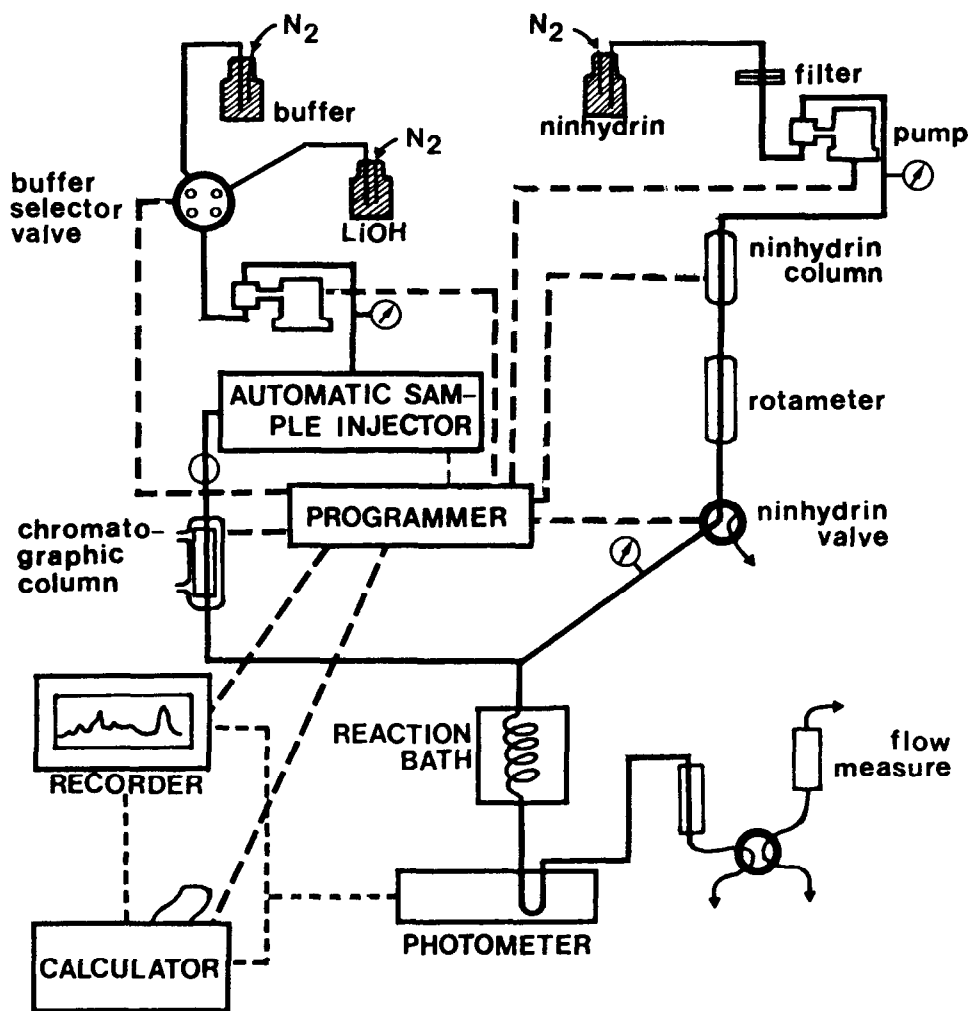 N2
buffer
N2
LiOH
buffer
selector
valve
N2
ninhydrin
filter
pump
ninhydrin
column
rotameter
AUTOMATIC SAM-
PLE INJECTOR
PROGRAMMER
ninhydrin
valve
chromato-
graphic
column
REACTION
BATH
RECORDER
flow
measure
PHOTOMETER
CALCULATOR